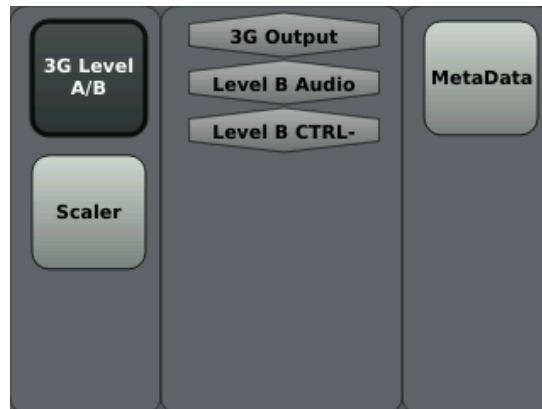 3G Level
A/B
Scaler
3G Output
Level B Audio
Level B CTRL-
MetaData